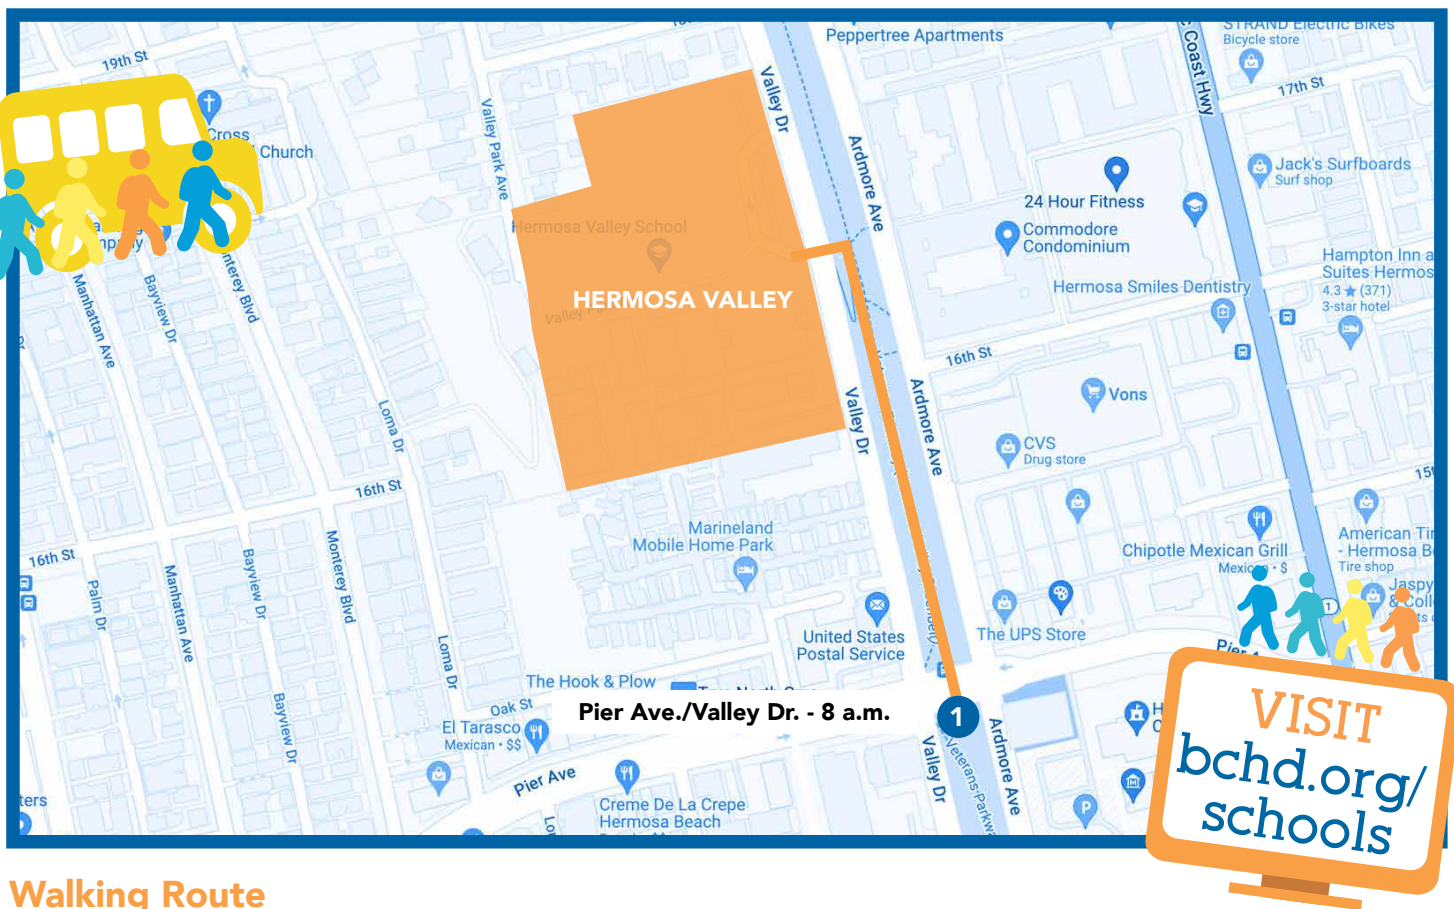 19th St
Cross
Church
Manhattan Ave
Bayview Dr
Valley Park Ave
Valley Dr
Ardmore Ave
Peppertree Apartments
Coast Hwy
STRAND Electric Bikes
Bicycle store
17th St
Jack's Surfboards
Surf shop
24 Hour Fitness
Commodore
Condominium
Hampton Inn a
Suites Hermos
4.3 ★ (371)
3-star hotel
Hermosa Smiles Dentistry
Hermosa Valley School
HERMOSA VALLEY
16th St
Vons
CVS
Drug store
Valley Dr
Ardmore Ave
Loma Dr
16th St
16th St
Palm Dr
Manhattan Ave
Bayview Dr
Monterey Blvd
Marineland
Mobile Home Park
Chipotle Mexican Grill
American Tir
- Hermosa B
Tire shop
Jaspy
& Coll
1
The UPS Store
United States
Postal Service
The Hook & Plow
Oak St
Loma Dr
Bayview Dr
El Tarasco
Mexican • $$
Pier Ave./Valley Dr. - 8 a.m.
1
Pier Ave
Creme De La Crepe
Hermosa Beach
Valley Dr
Ardmore Ave
P
VISIT
bchd.org/
schools
Walking Route